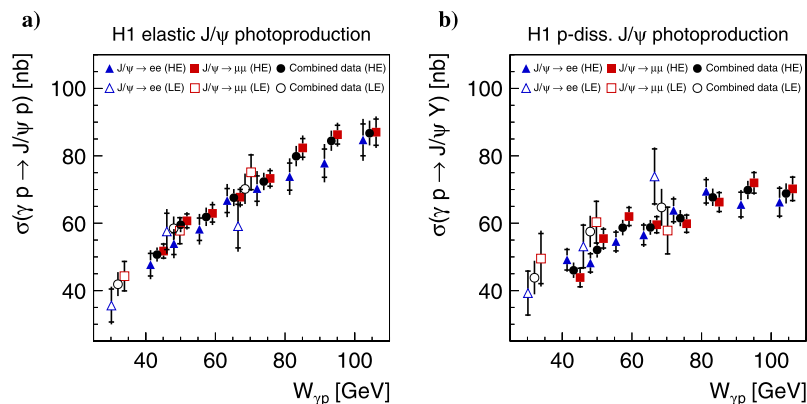 a)
H1 elastic J/ψ photoproduction
J/ψ → ee (HE) J/ψ → μμ (HE) Combined data (HE)
J/ψ → ee (LE) J/ψ → μμ (LE) Combined data (LE)
σ(γ p → J/ψ p) [nb]
100
80
60
40
40 60 80 100
W_γp [GeV]
b)
H1 p-diss. J/ψ photoproduction
J/ψ → ee (HE) J/ψ → μμ (HE) Combined data (HE)
J/ψ → ee (LE) J/ψ → μμ (LE) Combined data (LE)
σ(γ p → J/ψ Y) [nb]
100
80
60
40
40 60 80 100
W_γp [GeV]